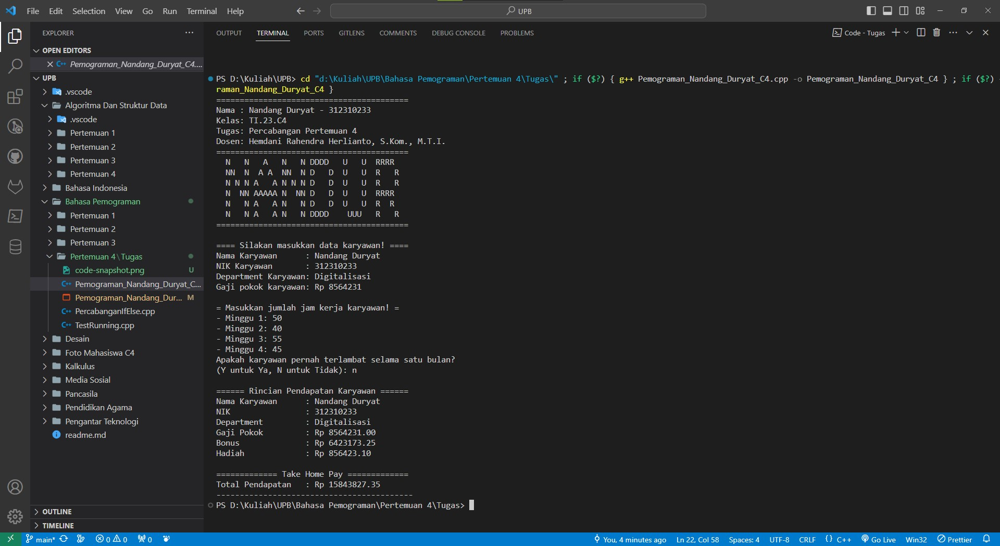 File Edit Selection View Go Run Terminal Help
UPB
EXPLORER
OPEN EDITORS
Pemograman_Nandang_Duryat_C4....
UPB
.vscode
Algoritma Dan Struktur Data
.vscode
Pertemuan 1
Pertemuan 2
Pertemuan 3
Pertemuan 4
Bahasa Indonesia
Bahasa Pemograman
Pertemuan 1
Pertemuan 2
Pertemuan 3
Pertemuan 4\Tugas
code-snapshot.png U
Pemograman_Nandang_Duryat_C...
Pemograman_Nandang_Dur... M
PercabanganIfElse.cpp
TestRunning.cpp
Desain
Foto Mahasiswa C4
Kalkulus
Media Sosial
Pancasila
Pendidikan Agama
Pengantar Teknologi
readme.md
OUTLINE
TIMELINE
OUTPUT TERMINAL PORTS GITLENS COMMENTS DEBUG CONSOLE PROBLEMS
Code - Tugas
PS D:\Kuliah\UPB> cd "d:\Kuliah\UPB\Bahasa Pemograman\Pertemuan 4\Tugas\" ; if ($?) { g++ Pemograman_Nandang_Duryat_C4.cpp -o Pemograman_Nandang_Duryat_C4 } ; if ($?)
raman_Nandang_Duryat_C4 }
=========================================
Nama : Nandang Duryat - 312310233
Kelas: TI.23.C4
Tugas: Percabangan Pertemuan 4
Dosen: Hemdani Rahendra Herlianto, S.Kom., M.T.I.
=========================================
  N   N   A   N   N DDDD   U   U  RRRR
  NN  N  A A  NN  N D   D  U   U  R   R
  N N N A   A N N N D   D  U   U  R   R
  N  NN AAAAA N  NN D   D  U   U  RRRR
  N   N A   A N   N D   D  U   U  R  R
  N   N A   A N   N DDDD    UUU   R   R
=========================================
==== Silakan masukkan data karyawan! ====
Nama Karyawan      : Nandang Duryat
NIK Karyawan       : 312310233
Department Karyawan: Digitalisasi
Gaji pokok karyawan: Rp 8564231
= Masukkan jumlah jam kerja karyawan! =
- Minggu 1: 50
- Minggu 2: 40
- Minggu 3: 55
- Minggu 4: 45
Apakah karyawan pernah terlambat selama satu bulan?
(Y untuk Ya, N untuk Tidak): n
====== Rincian Pendapatan Karyawan ======
Nama Karyawan      : Nandang Duryat
NIK                : 312310233
Department         : Digitalisasi
Gaji Pokok         : Rp 8564231.00
Bonus              : Rp 6423173.25
Hadiah             : Rp 856423.10
============= Take Home Pay =============
Total Pendapatan   : Rp 15843827.35
------------------------------------------
PS D:\Kuliah\UPB\Bahasa Pemograman\Pertemuan 4\Tugas>
main* 0 0 0 You, 4 minutes ago Ln 22, Col 58 Spaces: 4 UTF-8 CRLF {} C++ Go Live Win32 Prettier